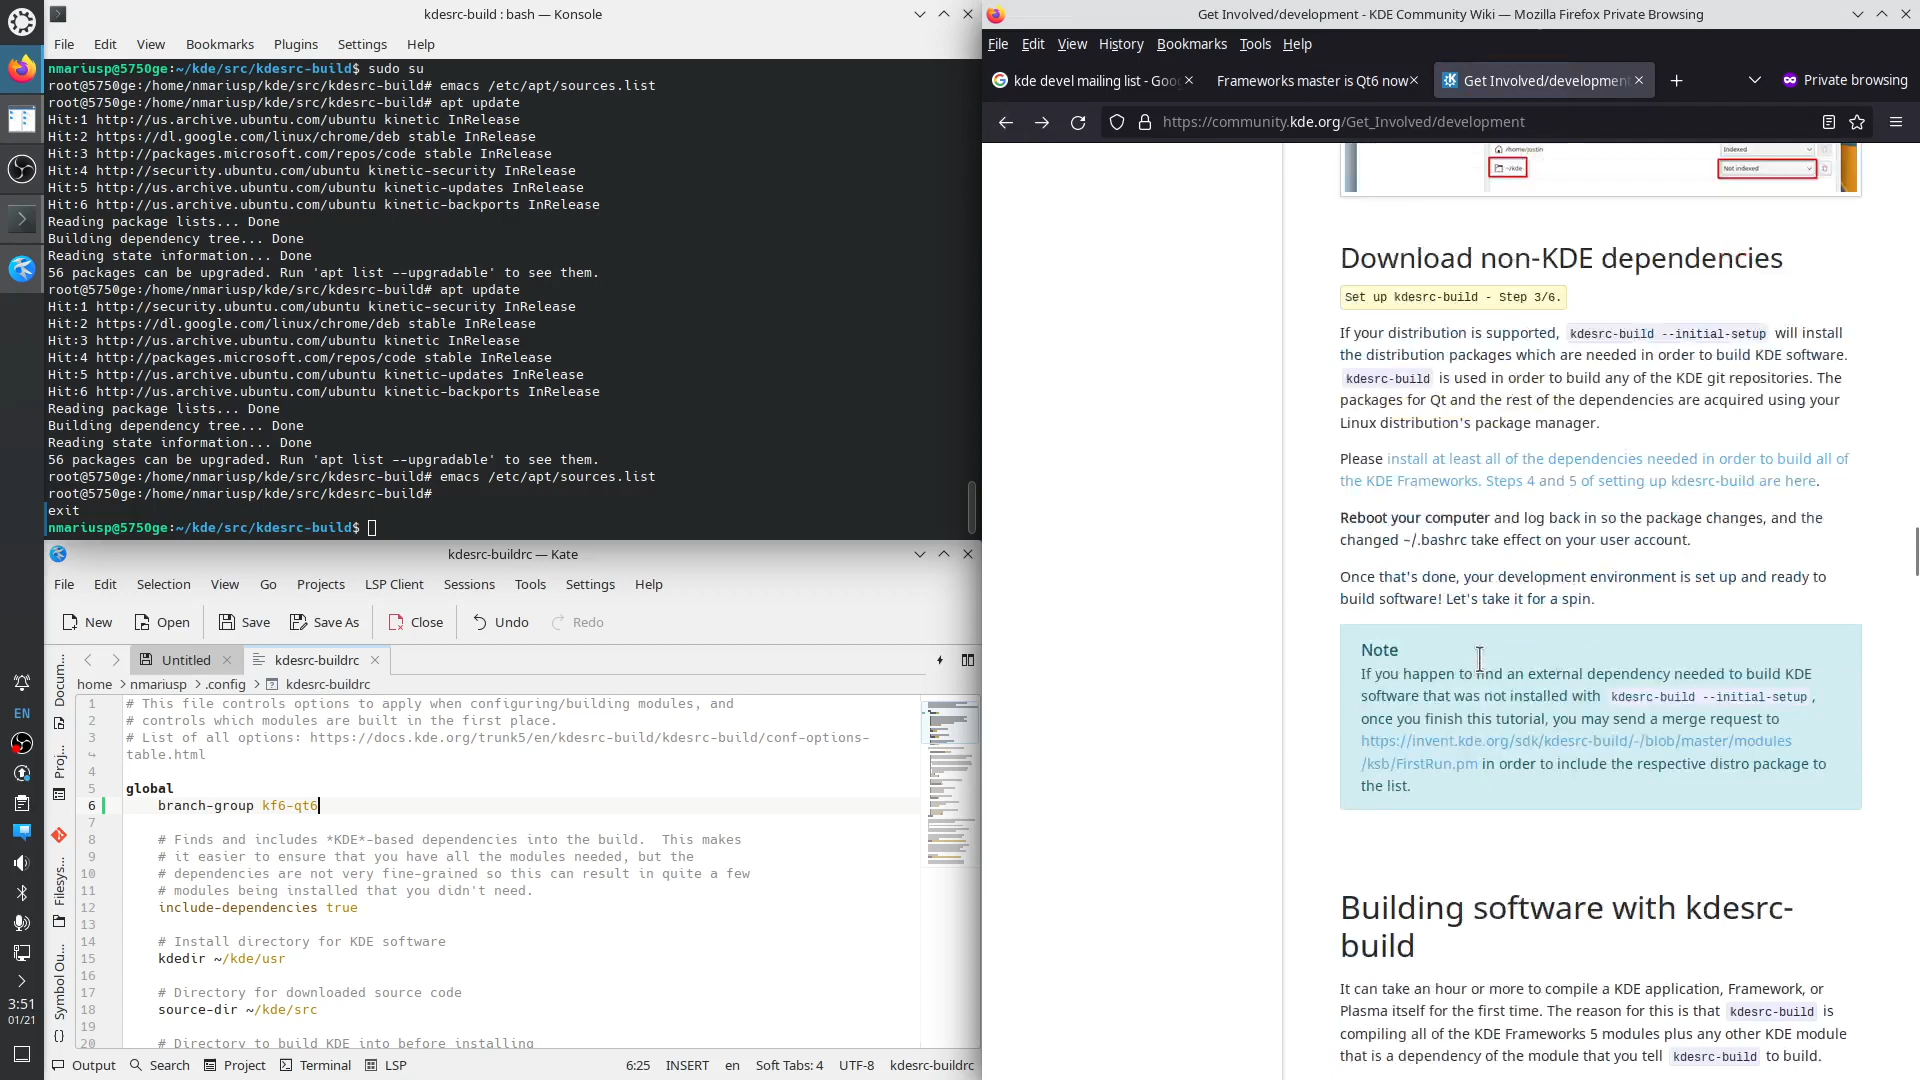 kdesrc-build : bash — Konsole
File Edit View Bookmarks Plugins Settings Help
nmariusp@5750ge:~/kde/src/kdesrc-build$ sudo su
root@5750ge:/home/nmariusp/kde/src/kdesrc-build# emacs /etc/apt/sources.list
root@5750ge:/home/nmariusp/kde/src/kdesrc-build# apt update
Hit:1 http://us.archive.ubuntu.com/ubuntu kinetic InRelease
Hit:2 https://dl.google.com/linux/chrome/deb stable InRelease
Hit:3 http://packages.microsoft.com/repos/code stable InRelease
Hit:4 http://security.ubuntu.com/ubuntu kinetic-security InRelease
Hit:5 http://us.archive.ubuntu.com/ubuntu kinetic-updates InRelease
Hit:6 http://us.archive.ubuntu.com/ubuntu kinetic-backports InRelease
Reading package lists... Done
Building dependency tree... Done
Reading state information... Done
56 packages can be upgraded. Run 'apt list --upgradable' to see them.
root@5750ge:/home/nmariusp/kde/src/kdesrc-build# apt update
Hit:1 http://security.ubuntu.com/ubuntu kinetic-security InRelease
Hit:2 https://dl.google.com/linux/chrome/deb stable InRelease
Hit:3 http://us.archive.ubuntu.com/ubuntu kinetic InRelease
Hit:4 http://packages.microsoft.com/repos/code stable InRelease
Hit:5 http://us.archive.ubuntu.com/ubuntu kinetic-updates InRelease
Hit:6 http://us.archive.ubuntu.com/ubuntu kinetic-backports InRelease
Reading package lists... Done
Building dependency tree... Done
Reading state information... Done
56 packages can be upgraded. Run 'apt list --upgradable' to see them.
root@5750ge:/home/nmariusp/kde/src/kdesrc-build# emacs /etc/apt/sources.list
root@5750ge:/home/nmariusp/kde/src/kdesrc-build#
exit
nmariusp@5750ge:~/kde/src/kdesrc-build$
kdesrc-buildrc — Kate
File Edit Selection View Go Projects LSP Client Sessions Tools Settings Help
New Open Save Save As Close Undo Redo
Untitled kdesrc-buildrc
home > nmariusp > .config > kdesrc-buildrc
1 # This file controls options to apply when configuring/building modules, and
2 # controls which modules are built in the first place.
3 # List of all options: https://docs.kde.org/trunk5/en/kdesrc-build/kdesrc-build/conf-options-
table.html
4
5 global
6 branch-group kf6-qt6
7
8 # Finds and includes *KDE*-based dependencies into the build. This makes
9 # it easier to ensure that you have all the modules needed, but the
10 # dependencies are not very fine-grained so this can result in quite a few
11 # modules being installed that you didn't need.
12 include-dependencies true
13
14 # Install directory for KDE software
15 kdedir ~/kde/usr
16
17 # Directory for downloaded source code
18 source-dir ~/kde/src
19
20 # Directory to build KDE into before installing
Docum...
Proj...
Filesys...
Symbol Ou...
Output Search Project Terminal LSP 6:25 INSERT en Soft Tabs: 4 UTF-8 kdesrc-buildrc
EN
3:51
01/21
Get Involved/development - KDE Community Wiki — Mozilla Firefox Private Browsing
File Edit View History Bookmarks Tools Help
kde devel mailing list - Goo Frameworks master is Qt6 now Get Involved/development Private browsing
https://community.kde.org/Get_Involved/development
/home/justin Indexed
~/kde Not indexed
Download non-KDE dependencies
Set up kdesrc-build - Step 3/6.
If your distribution is supported, kdesrc-build --initial-setup will install
the distribution packages which are needed in order to build KDE software.
kdesrc-build is used in order to build any of the KDE git repositories. The
packages for Qt and the rest of the dependencies are acquired using your
Linux distribution's package manager.
Please install at least all of the dependencies needed in order to build all of
the KDE Frameworks. Steps 4 and 5 of setting up kdesrc-build are here.
Reboot your computer and log back in so the package changes, and the
changed ~/.bashrc take effect on your user account.
Once that's done, your development environment is set up and ready to
build software! Let's take it for a spin.
Note
If you happen to find an external dependency needed to build KDE
software that was not installed with kdesrc-build --initial-setup,
once you finish this tutorial, you may send a merge request to
https://invent.kde.org/sdk/kdesrc-build/-/blob/master/modules
/ksb/FirstRun.pm in order to include the respective distro package to
the list.
Building software with kdesrc-
build
It can take an hour or more to compile a KDE application, Framework, or
Plasma itself for the first time. The reason for this is that kdesrc-build is
compiling all of the KDE Frameworks 5 modules plus any other KDE module
that is a dependency of the module that you tell kdesrc-build to build.